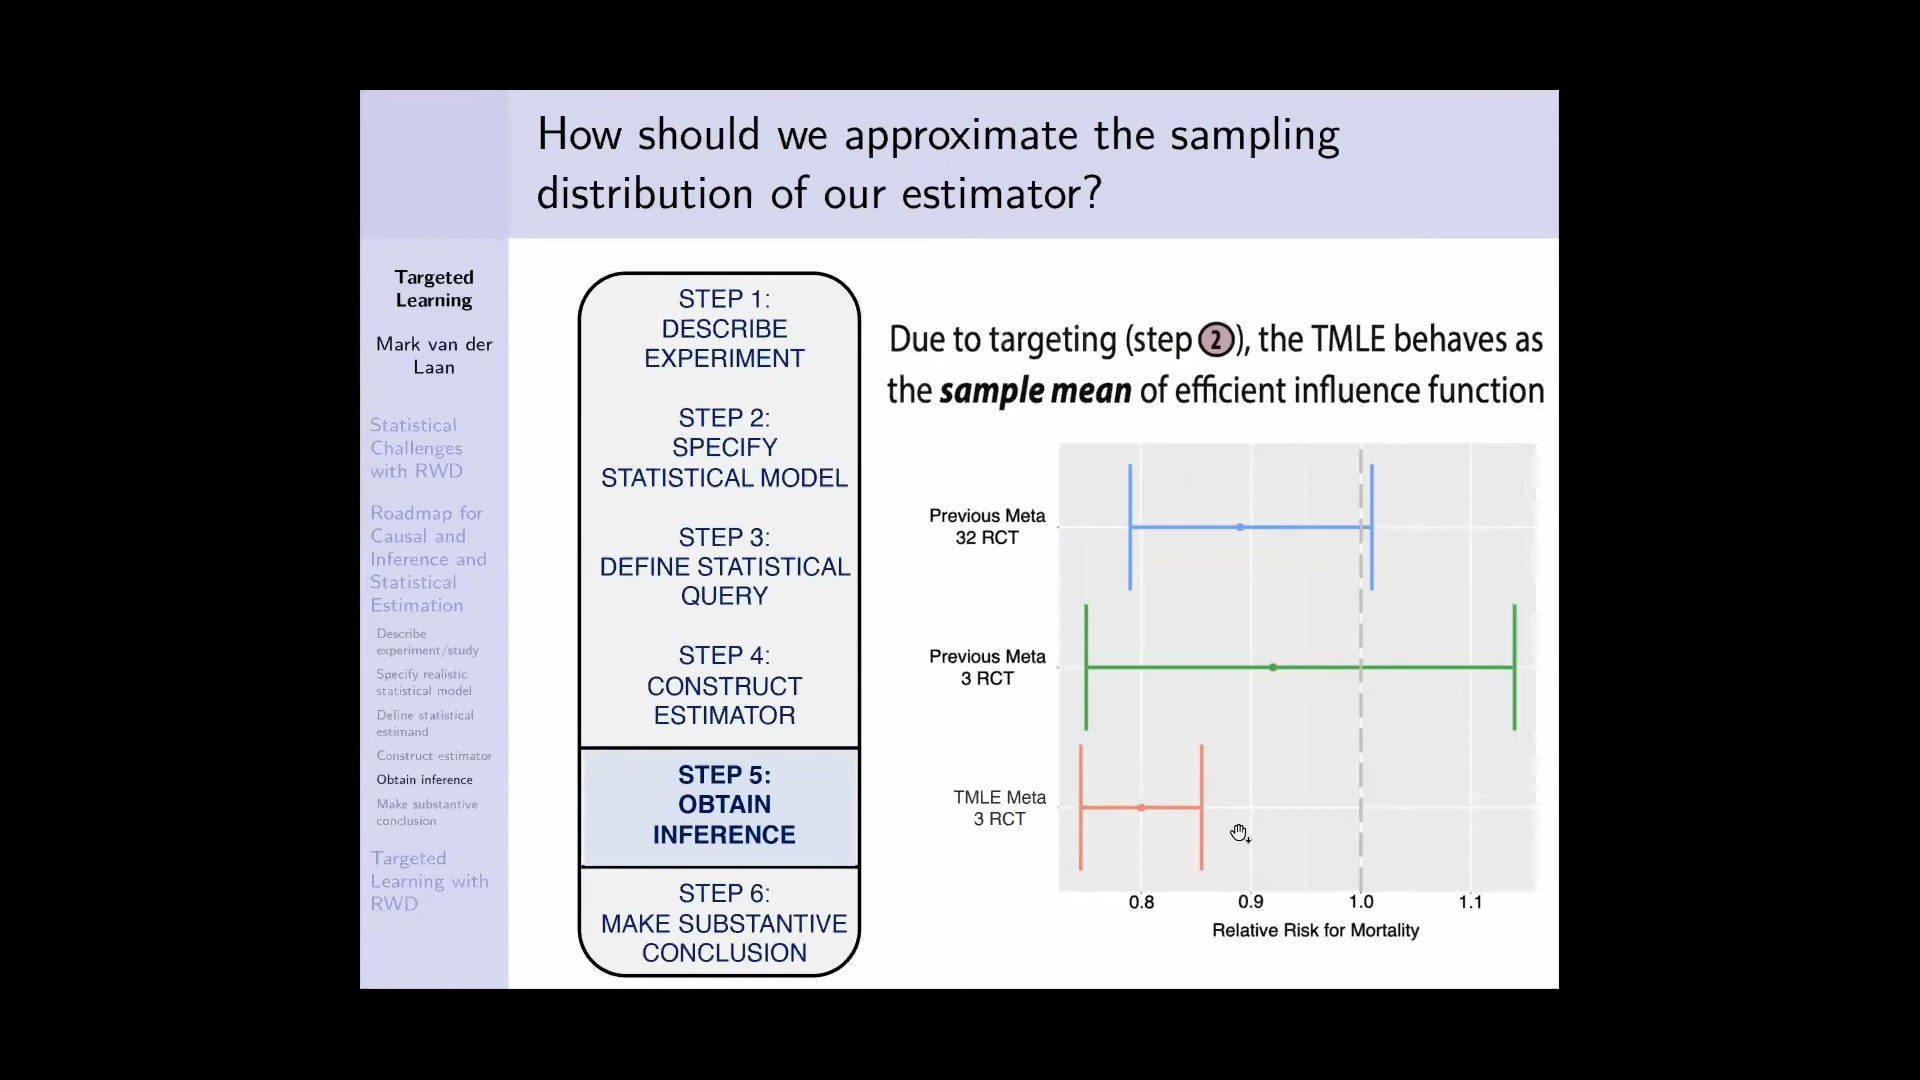 How should we approximate the sampling
distribution of our estimator?
Targeted
Learning
Mark van der
Laan
Statistical
Challenges
with RWD
Roadmap for
Causal and
Inference and
Statistical
Estimation
Describe
experiment/study
Specify realistic
statistical model
Define statistical
estimand
Construct estimator
Obtain inference
Make substantive
conclusion
Targeted
Learning with
RWD
STEP 1:
DESCRIBE
EXPERIMENT
STEP 2:
SPECIFY
STATISTICAL MODEL
STEP 3:
DEFINE STATISTICAL
QUERY
STEP 4:
CONSTRUCT
ESTIMATOR
STEP 5:
OBTAIN
INFERENCE
STEP 6:
MAKE SUBSTANTIVE
CONCLUSION
Due to targeting (step 2), the TMLE behaves as
the sample mean of efficient influence function
Previous Meta
32 RCT
Previous Meta
3 RCT
TMLE Meta
3 RCT
0.8 0.9 1.0 1.1
Relative Risk for Mortality